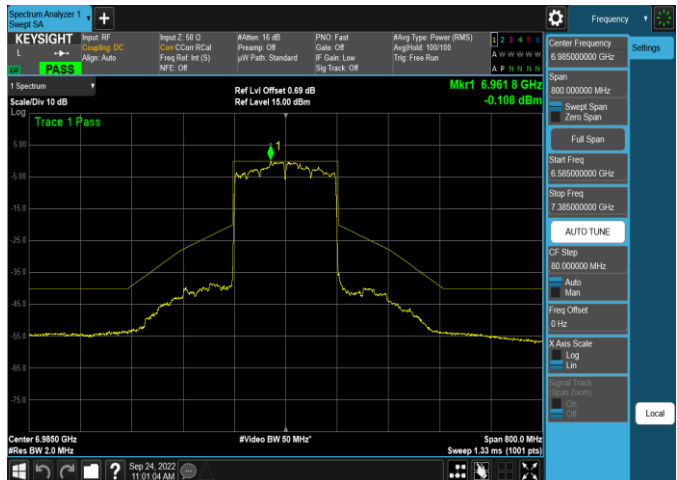 Spectrum Analyzer 1
Swept SA
Frequency
KEYSIGHT
L
PASS
Input: RF
Coupling: DC
Align: Auto
Input Z: 50 Ω
Corr CCorr RCal
Freq Ref: Int (S)
NFE: Off
#Atten: 16 dB
Preamp: Off
µW Path: Standard
PNO: Fast
Gate: Off
IF Gain: Low
Sig Track: Off
#Avg Type: Power (RMS)
Avg|Hold: 100/100
Trig: Free Run
1 2 3 4 5 6
A W W W W W
A P N N N N
1 Spectrum
Scale/Div 10 dB
Log
Ref Lvl Offset 0.69 dB
Ref Level 15.00 dBm
Mkr1 6.961 8 GHz
-0.108 dBm
Trace 1 Pass
1
5.00
-5.00
-15.0
-25.0
-35.0
-45.0
-55.0
-65.0
-75.0
Center 6.9850 GHz
#Res BW 2.0 MHz
#Video BW 50 MHz*
Span 800.0 MHz
Sweep 1.33 ms (1001 pts)
Sep 24, 2022
11:01:04 AM
Center Frequency
6.985000000 GHz
Span
800.000000 MHz
Swept Span
Zero Span
Full Span
Start Freq
6.585000000 GHz
Stop Freq
7.385000000 GHz
AUTO TUNE
CF Step
80.000000 MHz
Auto
Man
Freq Offset
0 Hz
X Axis Scale
Log
Lin
Signal Track
(Span Zoom)
On
Off
Settings
Local